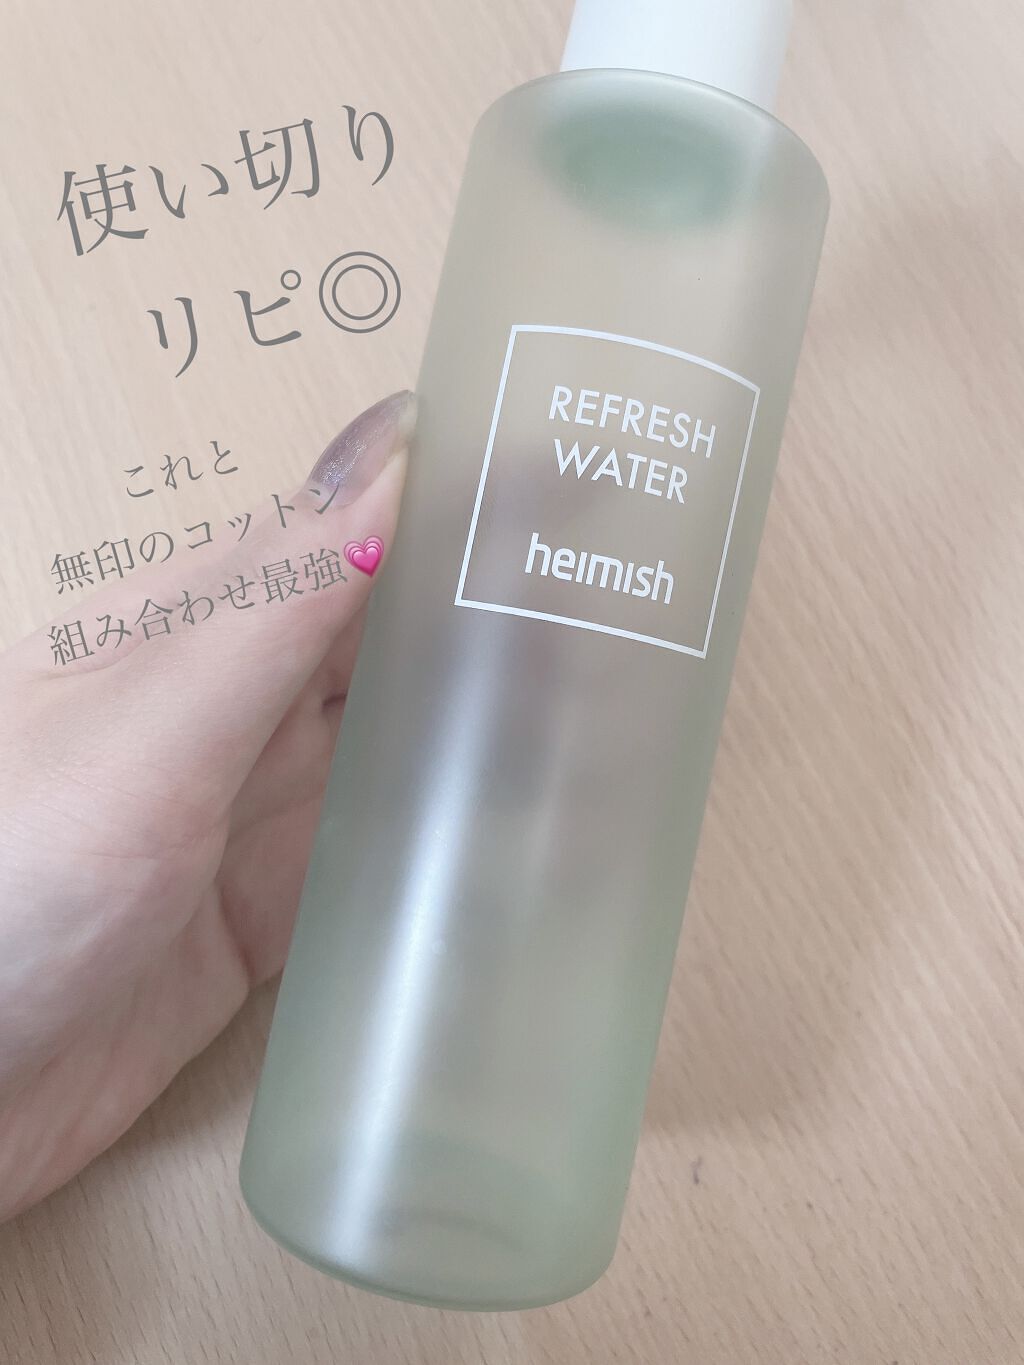 使い切り
リピ◎
これと
無印のコットン
組み合わせ最強💗
REFRESH
WATER
heimish